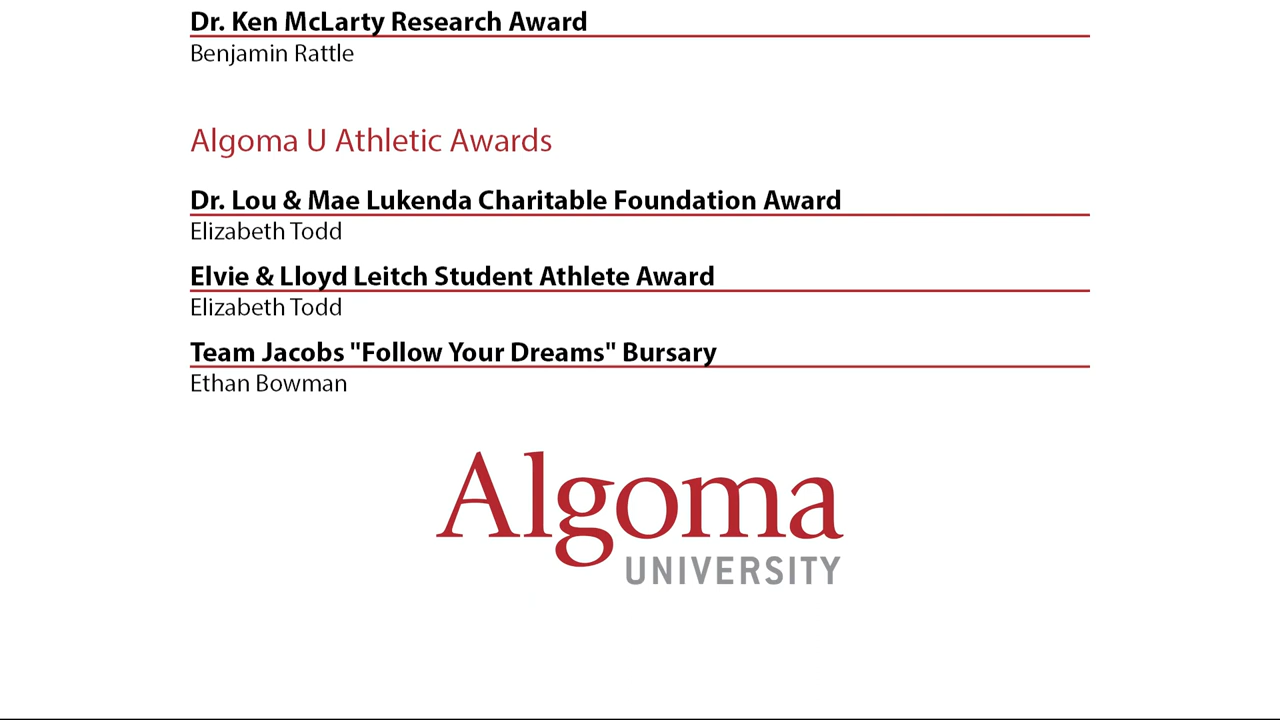 Dr. Ken McLarty Research Award
Benjamin Rattle
Algoma U Athletic Awards
Dr. Lou & Mae Lukenda Charitable Foundation Award
Elizabeth Todd
Elvie & Lloyd Leitch Student Athlete Award
Elizabeth Todd
Team Jacobs "Follow Your Dreams" Bursary
Ethan Bowman
Algoma
UNIVERSITY